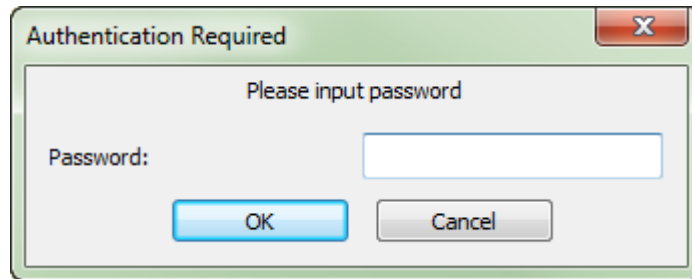 Authentication Required
Please input password
Password:
OK Cancel